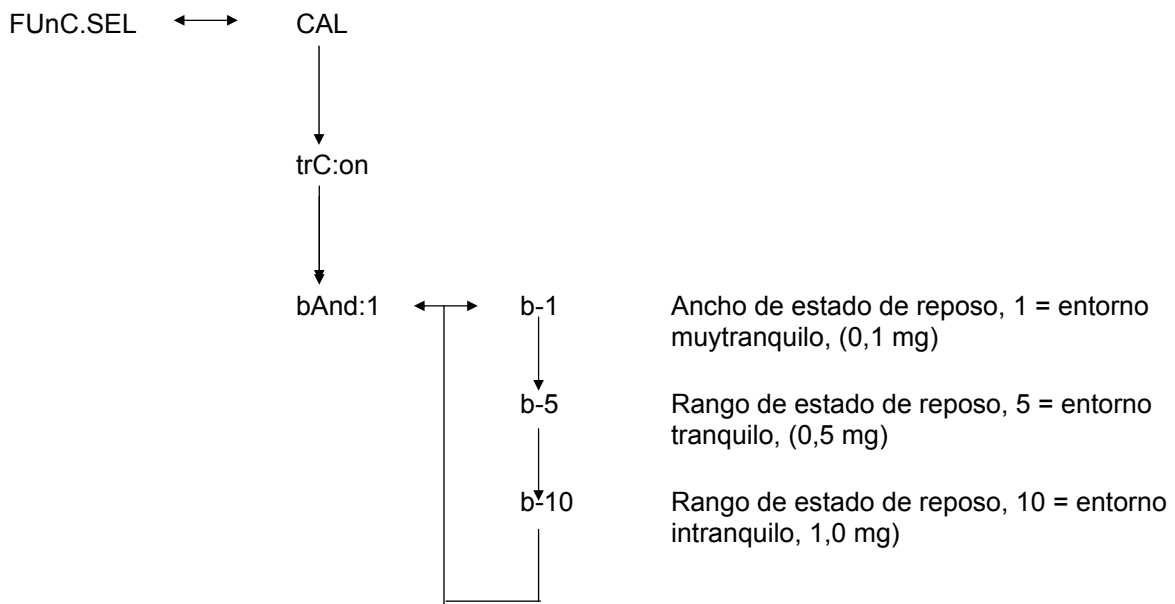 FUnC.SEL CAL
trC:on
bAnd:1 b-1 Ancho de estado de reposo, 1 = entorno
muytranquilo, (0,1 mg)
b-5 Rango de estado de reposo, 5 = entorno
tranquilo, (0,5 mg)
b-10 Rango de estado de reposo, 10 = entorno
intranquilo, 1,0 mg)